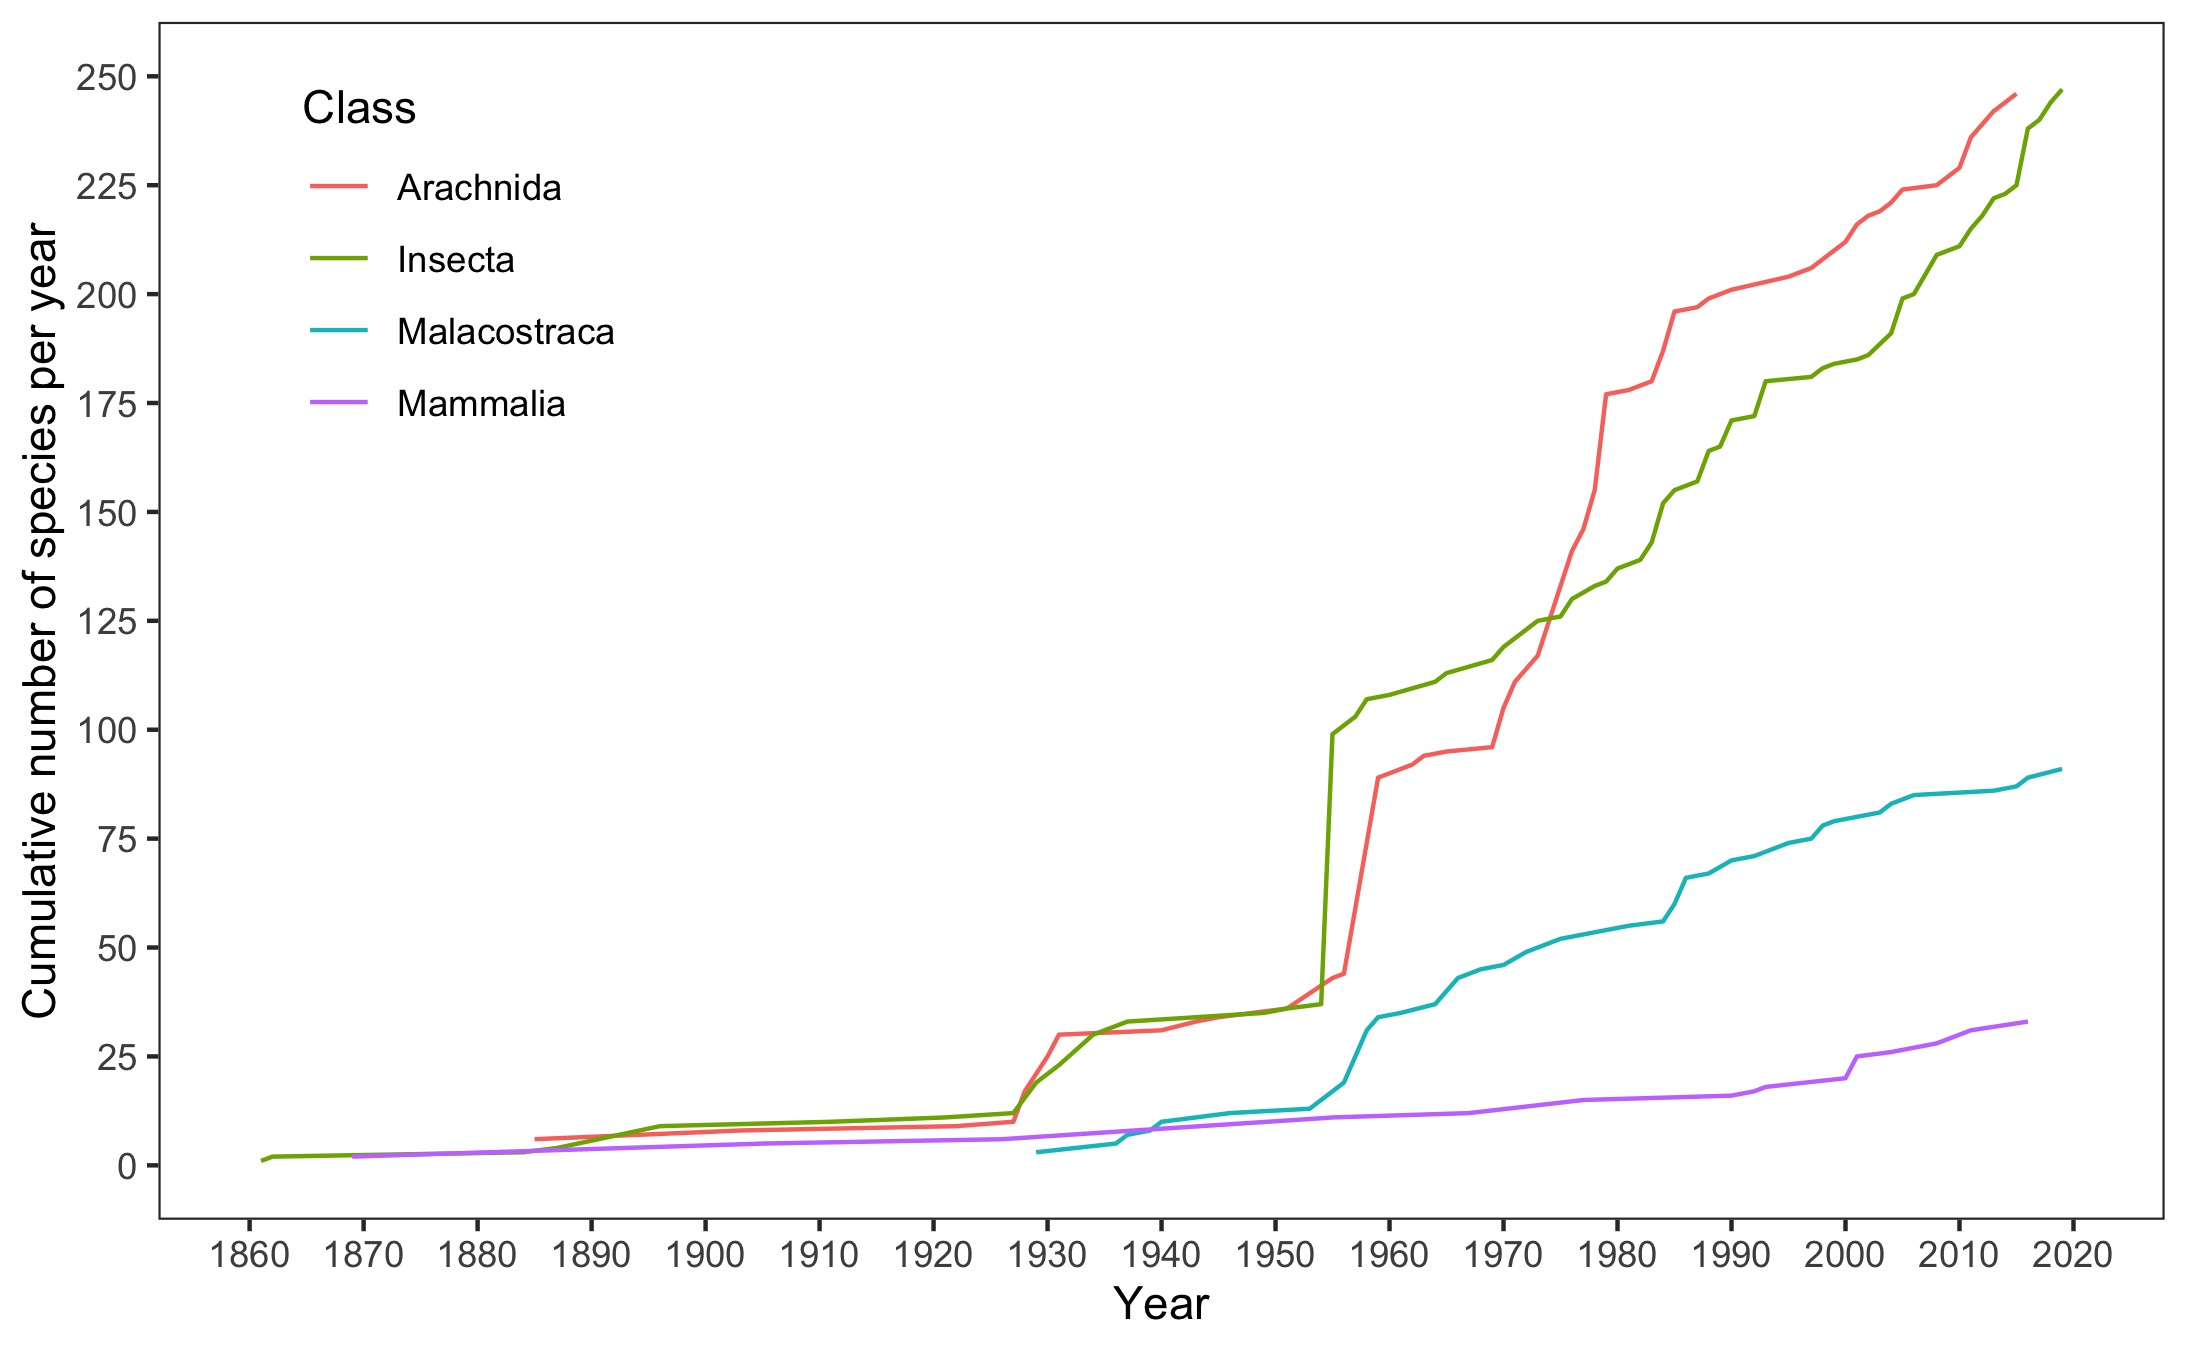 Cumulative number of species per year
250
225
200
175
150
125
100
75
50
25
0
Class
Arachnida
Insecta
Malacostraca
Mammalia
1860 1870 1880 1890 1900 1910 1920 1930 1940 1950 1960 1970 1980 1990 2000 2010 2020
Year